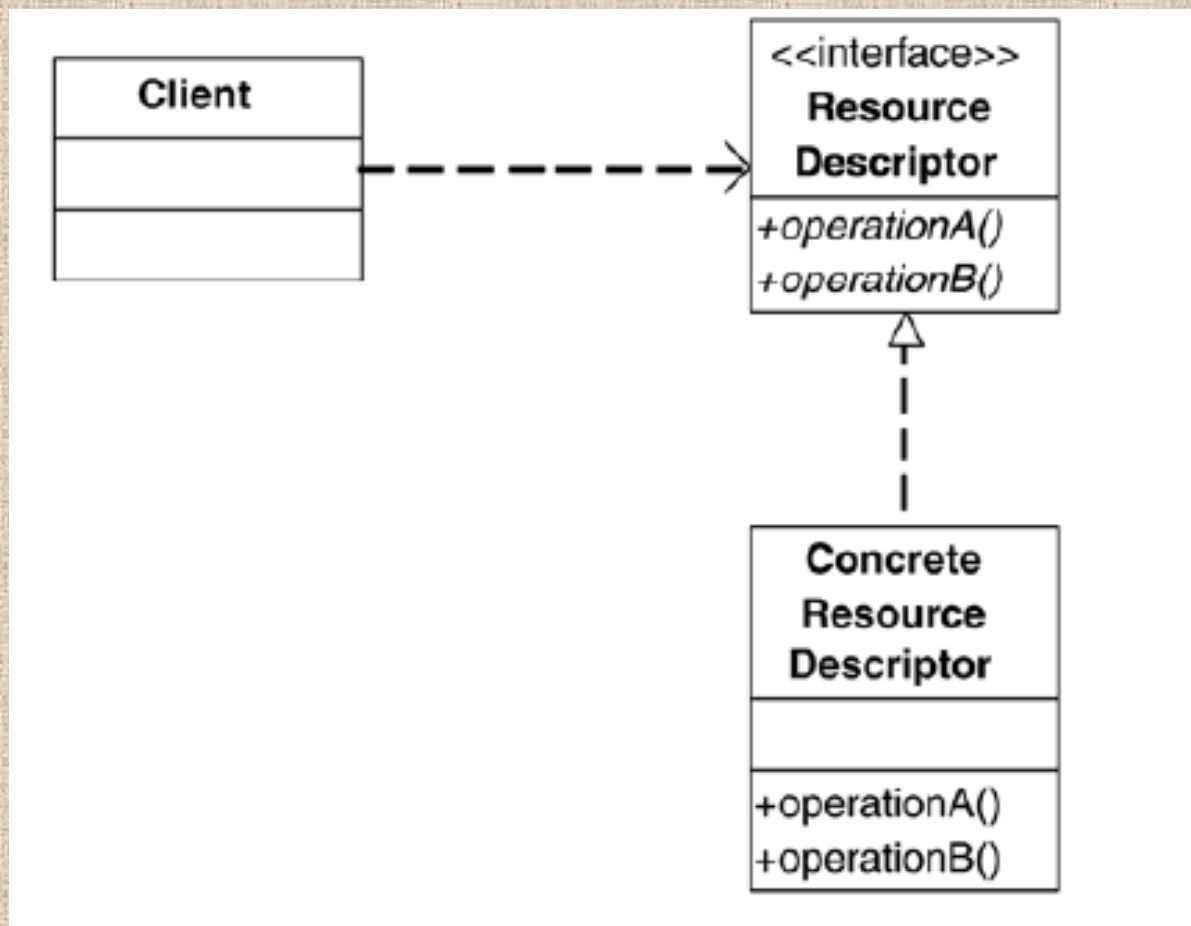 Client
<<interface>>
Resource
Descriptor
+operationA()
+operationB()
Concrete
Resource
Descriptor
+operationA()
+operationB()